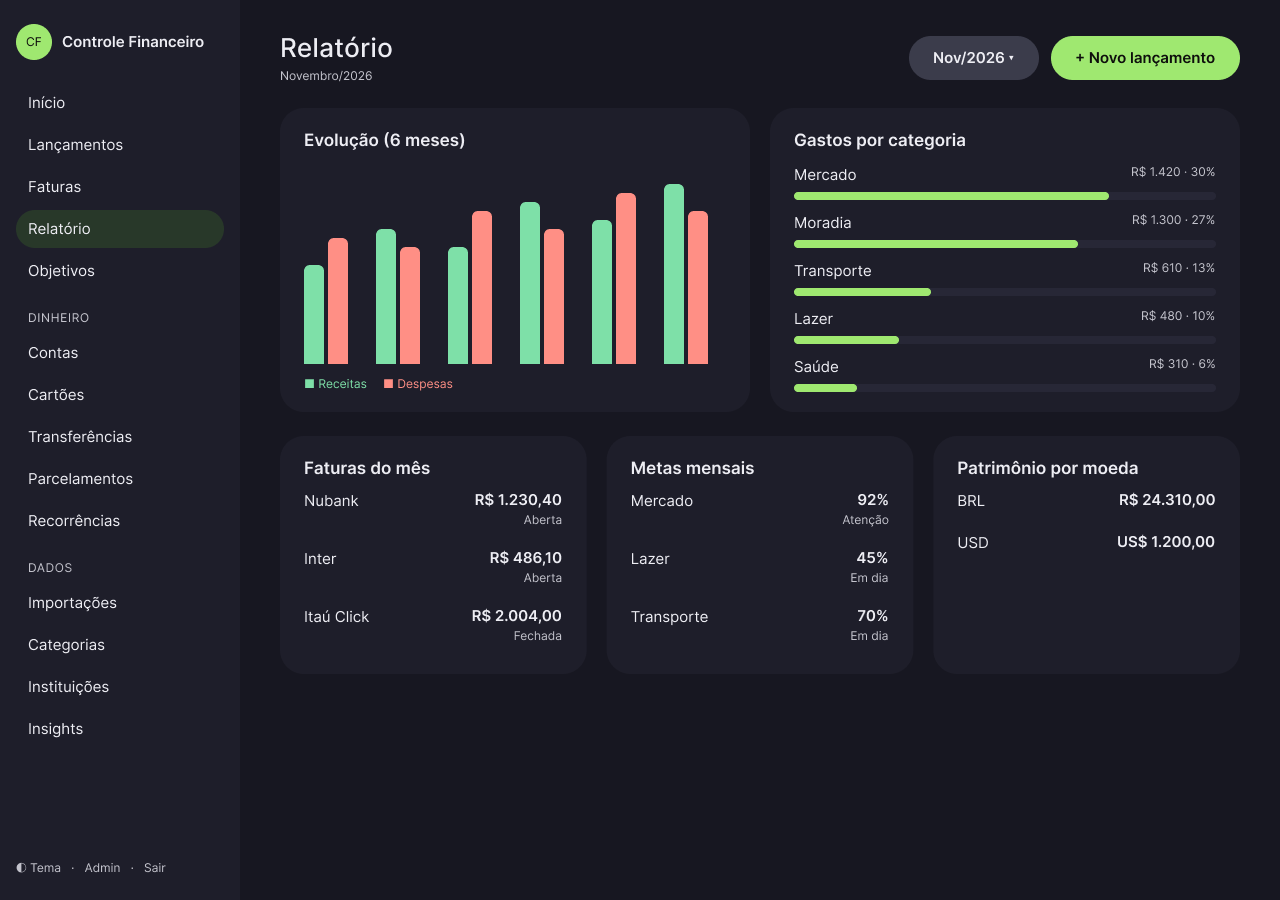 CF Controle Financeiro
Início
Lançamentos
Faturas
Relatório
Objetivos
DINHEIRO
Contas
Cartões
Transferências
Parcelamentos
Recorrências
DADOS
Importações
Categorias
Instituições
Insights
◐ Tema · Admin · Sair
Relatório
Novembro/2026
Nov/2026 ▾
+ Novo lançamento
Evolução (6 meses)
■ Receitas ■ Despesas
Gastos por categoria
Mercado R$ 1.420 · 30%
Moradia R$ 1.300 · 27%
Transporte R$ 610 · 13%
Lazer R$ 480 · 10%
Saúde R$ 310 · 6%
Faturas do mês
Nubank R$ 1.230,40
Aberta
Inter R$ 486,10
Aberta
Itaú Click R$ 2.004,00
Fechada
Metas mensais
Mercado 92%
Atenção
Lazer 45%
Em dia
Transporte 70%
Em dia
Patrimônio por moeda
BRL R$ 24.310,00
USD US$ 1.200,00